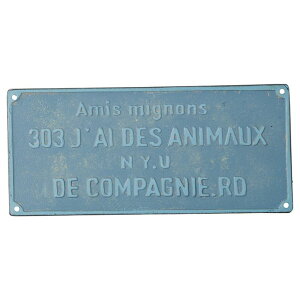 Amis mignons
303 J'AI DES ANIMAUX
N Y.U
DE COMPAGNIE.RD